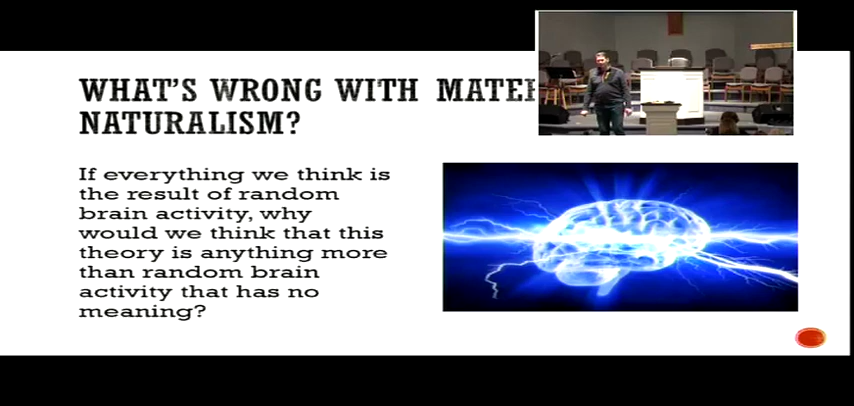 WHAT'S WRONG WITH
NATURALISM?
If everything we think is
the result of random
brain activity, why
would we think that this
theory is anything more
than random brain
activity that has no
meaning?